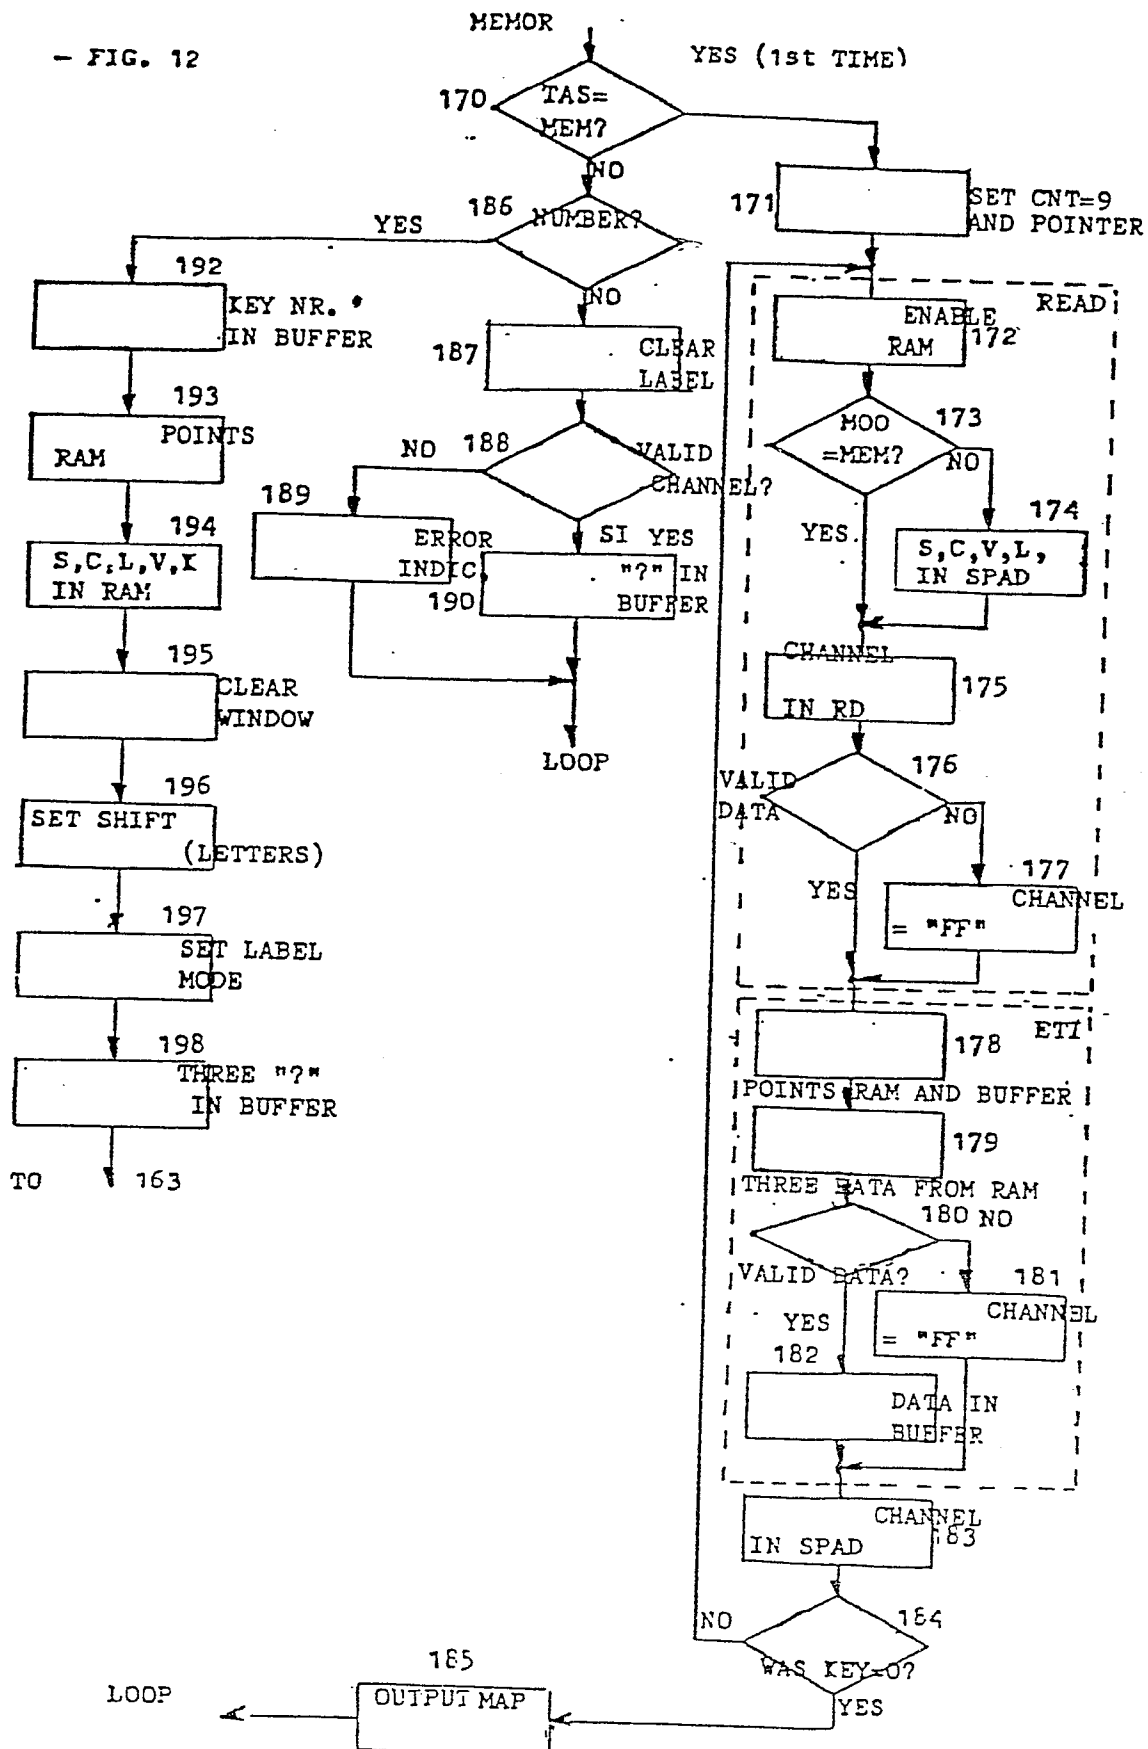 MEMOR
- FIG. 12
YES (1st TIME)
170
TAS=
MEM?
NO
171
SET CNT=9
AND POINTER
186
NUMBER?
YES
NO
192
KEY NR.
IN BUFFER
READ
ENABLE
RAM
172
187
CLEAR
LABEL
193
POINTS
RAM
MOO
=MEM?
173
NO
YES
188
VALID
CHANNEL?
NO
SI YES
189
ERROR
INDIC.
190
"?" IN
BUFFER
LOOP
174
S,C,V,L,
IN SPAD
194
S,C,L,V,K
IN RAM
CHANNEL
IN RD
175
195
CLEAR
WINDOW
VALID
DATA
176
NO
YES
196
SET SHIFT
(LETTERS)
177
CHANNEL
= "FF"
197
SET LABEL
MODE
ETI
178
POINTS RAM AND BUFFER
198
THREE "?"
IN BUFFER
179
THREE DATA FROM RAM
TO 163
180 NO
VALID DATA?
181
CHANNEL
= "FF"
YES
182
DATA IN
BUFFER
CHANNEL
IN SPAD
183
184
NO
WAS KEY=0?
YES
185
OUTPUT MAP
LOOP